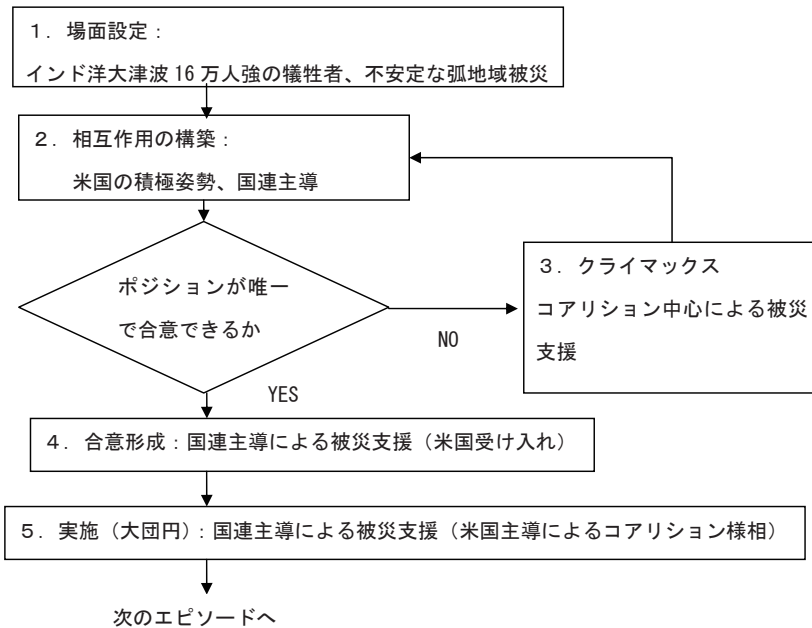 １．場面設定：
インド洋大津波 16 万人強の犠牲者、不安定な弧地域被災
２．相互作用の構築：
米国の積極姿勢、国連主導
ポジションが唯一
で合意できるか
NO
YES
３．クライマックス
コアリション中心による被災
支援
４．合意形成：国連主導による被災支援（米国受け入れ）
５．実施（大団円）：国連主導による被災支援（米国主導によるコアリション様相）
次のエピソードへ